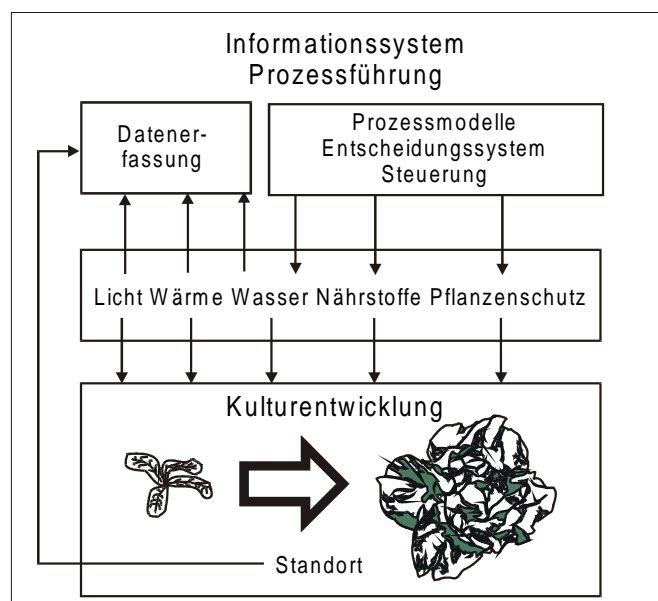 Informationssystem
Prozessführung
Datener-
fassung
Prozessmodelle
Entscheidungssystem
Steuerung
Licht Wärme Wasser Nährstoffe Pflanzenschutz
Kulturentwicklung
Standort